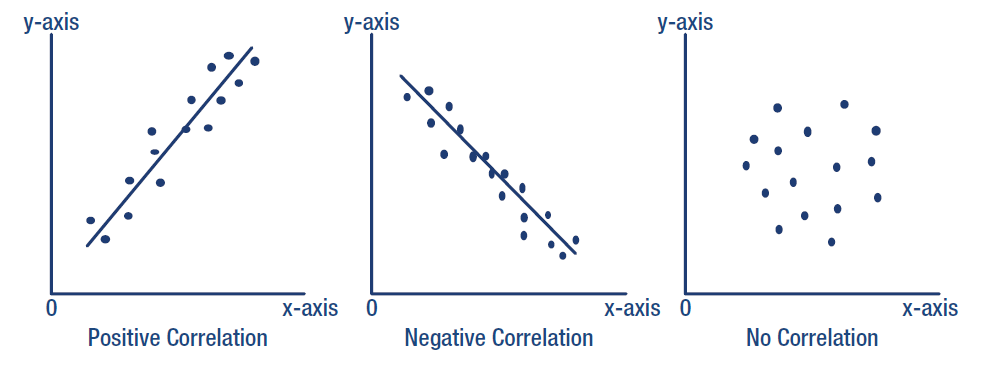 y-axis
0
x-axis
Positive Correlation
y-axis
0
x-axis
Negative Correlation
y-axis
0
x-axis
No Correlation